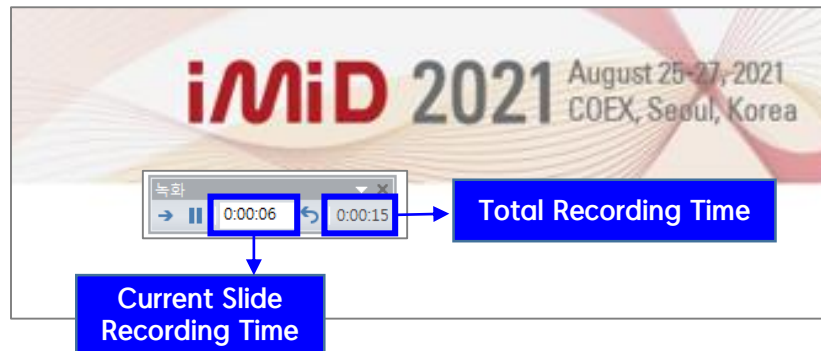 iMiD 2021
August 25-27, 2021
COEX, Seoul, Korea
녹화
0:00:06
0:00:15
Total Recording Time
Current Slide
Recording Time